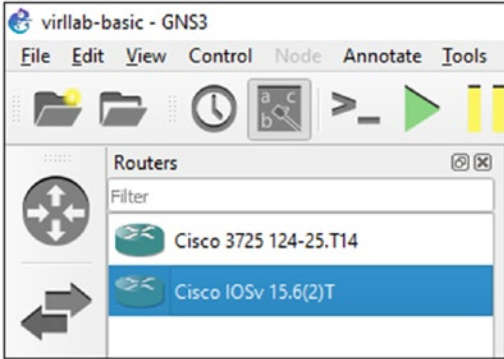 virllab-basic - GNS3
File Edit View Control Node Annotate Tools
a c
b
Routers
Filter
Cisco 3725 124-25.T14
Cisco IOSv 15.6(2)T